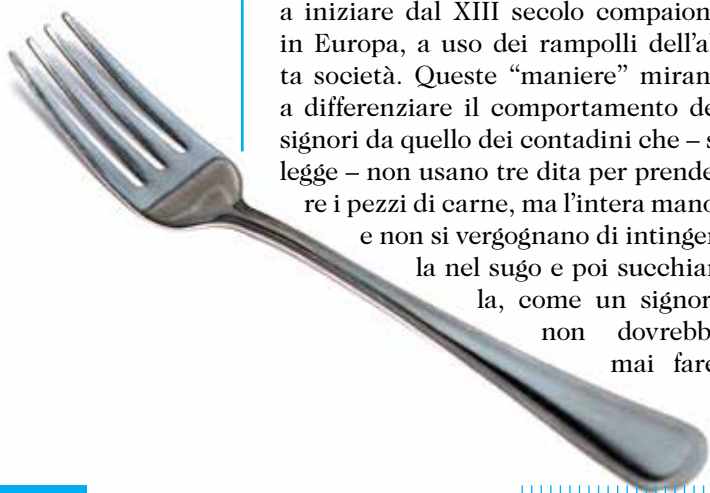 a iniziare dal XIII secolo compaion
in Europa, a uso dei rampolli dell'al
ta società. Queste “maniere” miran
a differenziare il comportamento de
signori da quello dei contadini che – s
legge – non usano tre dita per prende
re i pezzi di carne, ma l'intera mano
e non si vergognano di intinger
la nel sugo e poi succhiar
la, come un signor
non dovrebb
mai fare